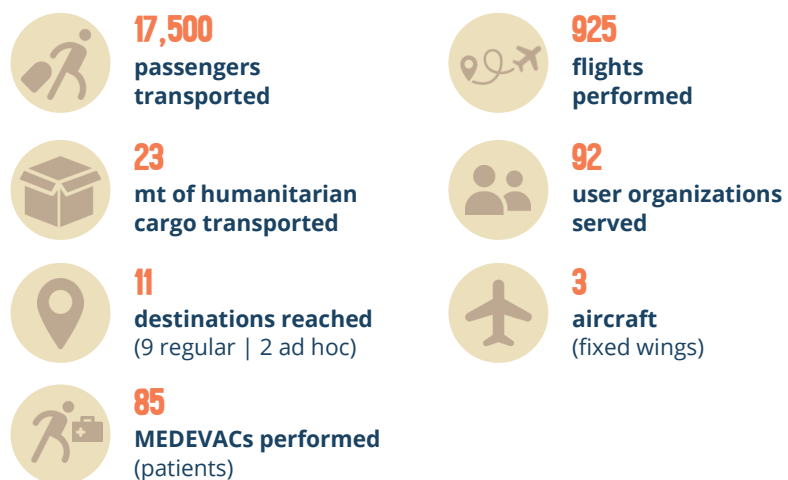 17,500
passengers
transported
925
flights
performed
23
mt of humanitarian
cargo transported
92
user organizations
served
11
destinations reached
(9 regular | 2 ad hoc)
3
aircraft
(fixed wings)
85
MEDEVACs performed
(patients)